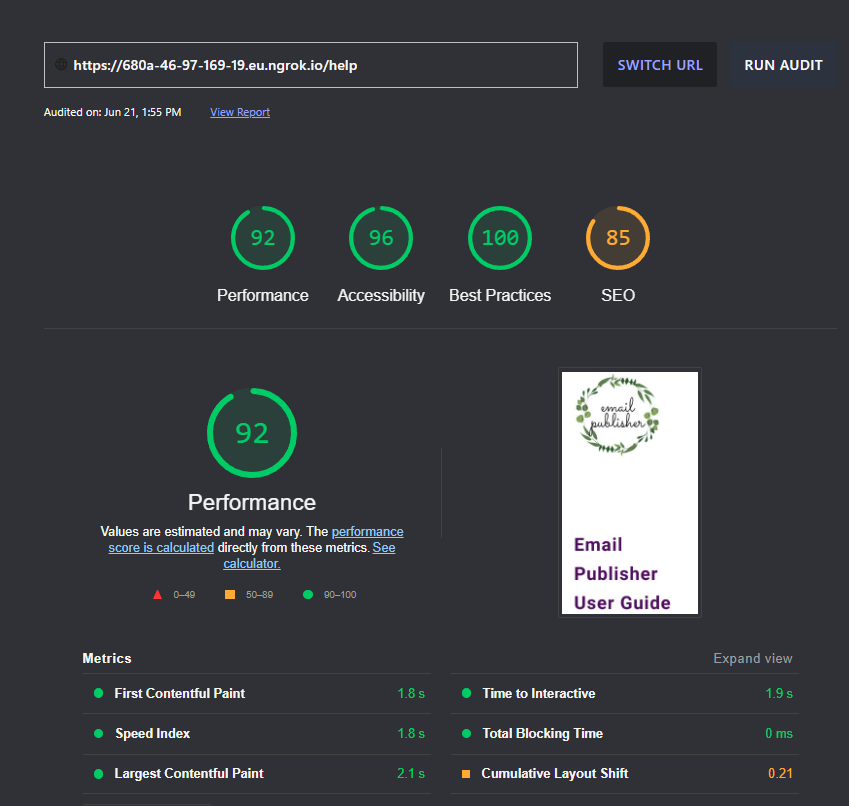 https://680a-46-97-169-19.eu.ngrok.io/help
SWITCH URL
RUN AUDIT
Audited on: Jun 21, 1:55 PM
View Report
92
96
100
85
Performance
Accessibility
Best Practices
SEO
92
Performance
Values are estimated and may vary. The performance
score is calculated directly from these metrics. See
calculator.
0–49
50–89
90–100
email
publisher
Email
Publisher
User Guide
Metrics
Expand view
First Contentful Paint
1.8 s
Time to Interactive
1.9 s
Speed Index
1.8 s
Total Blocking Time
0 ms
Largest Contentful Paint
2.1 s
Cumulative Layout Shift
0.21